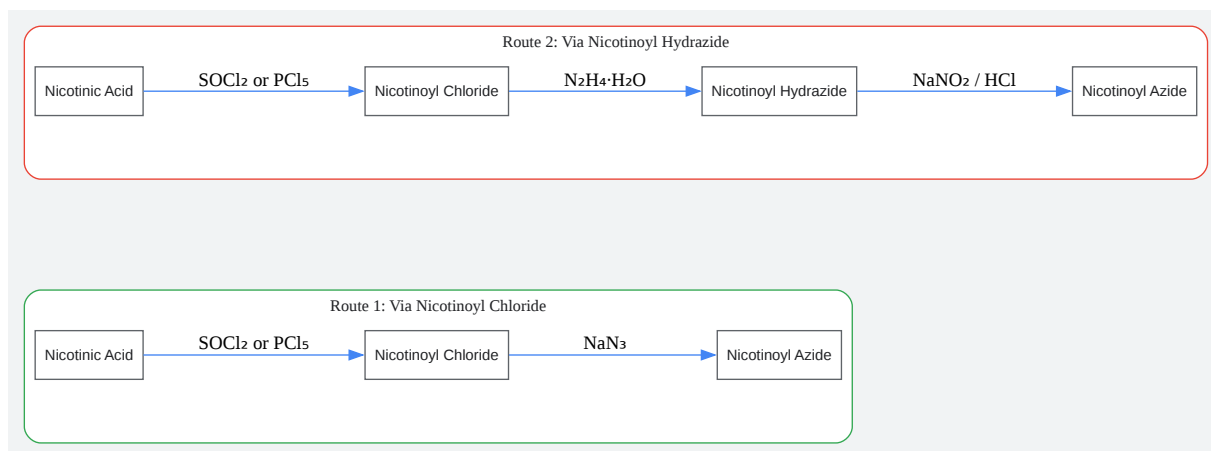 Route 2: Via Nicotinoyl Hydrazide
Nicotinic Acid
SOCl₂ or PCl₅
Nicotinoyl Chloride
N₂H₄·H₂O
Nicotinoyl Hydrazide
NaNO₂ / HCl
Nicotinoyl Azide
Route 1: Via Nicotinoyl Chloride
Nicotinic Acid
SOCl₂ or PCl₅
Nicotinoyl Chloride
NaN₃
Nicotinoyl Azide